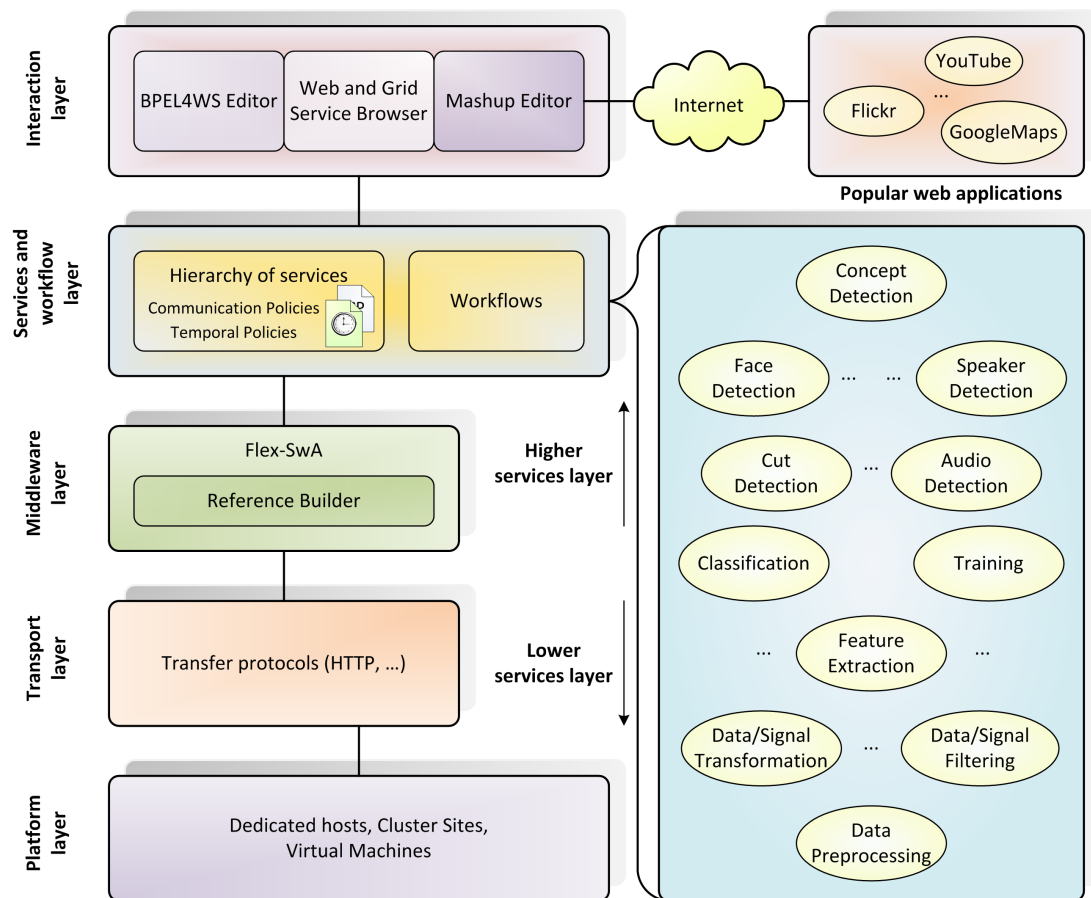 Interaction
layer
BPEL4WS Editor
Web and Grid
Service Browser
Mashup Editor
Internet
YouTube
...
Flickr
GoogleMaps
Popular web applications
Services and
workflow
layer
Hierarchy of services
Communication Policies
Temporal Policies
Workflows
Middleware
layer
Flex-SwA
Reference Builder
Higher
services layer
Transport
layer
Transfer protocols (HTTP, ...)
Lower
services layer
Platform
layer
Dedicated hosts, Cluster Sites,
Virtual Machines
Concept
Detection
Face
Detection
... ...
Speaker
Detection
Cut
Detection
...
Audio
Detection
Classification
Training
...
Feature
Extraction
...
Data/Signal
Transformation
...
Data/Signal
Filtering
Data
Preprocessing